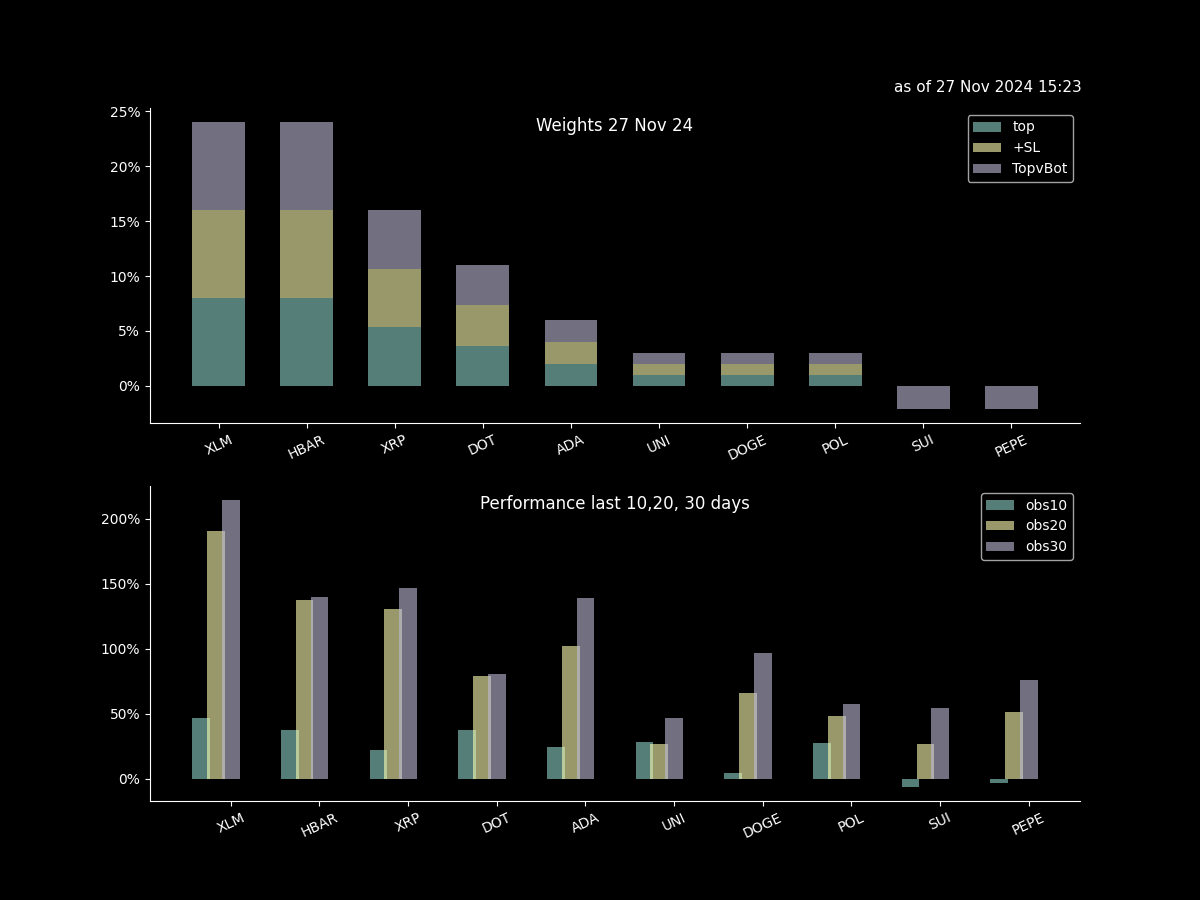 as of 27 Nov 2024 15:23
Weights 27 Nov 24
top
+SL
TopvBot
25%
20%
15%
10%
5%
0%
XLM HBAR XRP DOT ADA UNI DOGE POL SUI PEPE
Performance last 10,20, 30 days
obs10
obs20
obs30
200%
150%
100%
50%
0%
XLM HBAR XRP DOT ADA UNI DOGE POL SUI PEPE